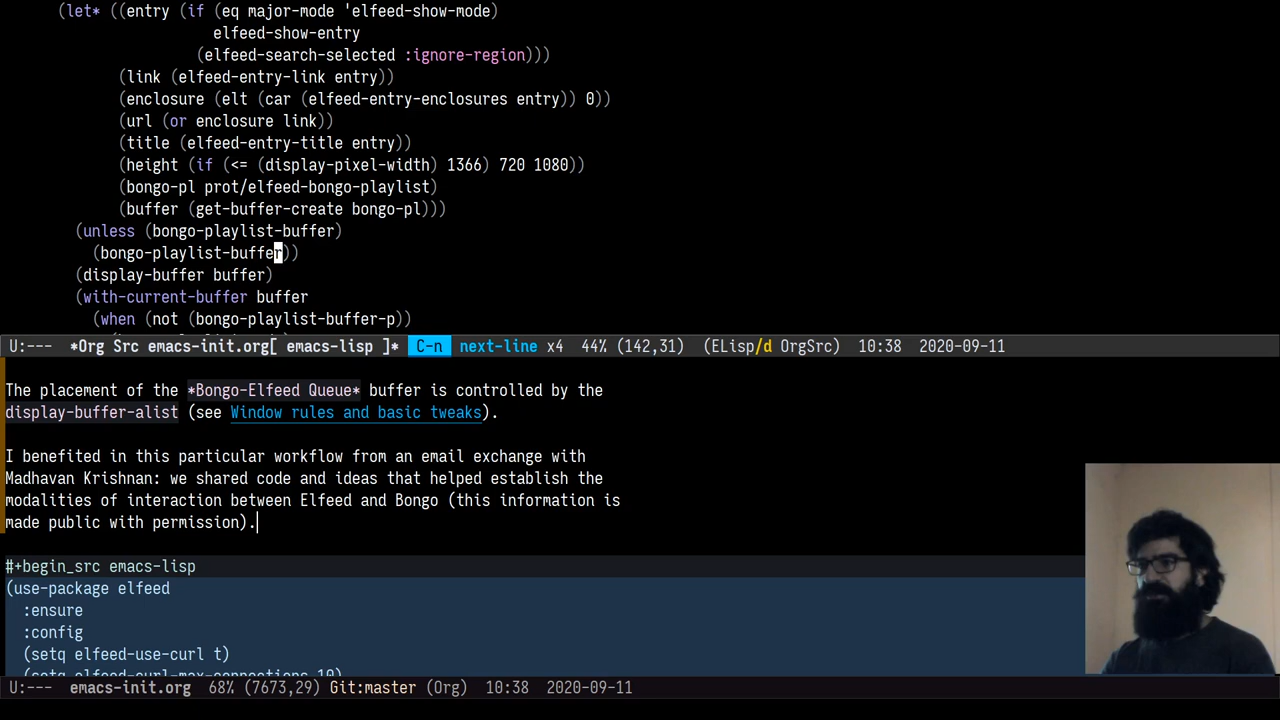 (let* ((entry (if (eq major-mode 'elfeed-show-mode)
elfeed-show-entry
(elfeed-search-selected :ignore-region)))
(link (elfeed-entry-link entry))
(enclosure (elt (car (elfeed-entry-enclosures entry)) 0))
(url (or enclosure link))
(title (elfeed-entry-title entry))
(height (if (<= (display-pixel-width) 1366) 720 1080))
(bongo-pl prot/elfeed-bongo-playlist)
(buffer (get-buffer-create bongo-pl)))
(unless (bongo-playlist-buffer)
(bongo-playlist-buffer))
(display-buffer buffer)
(with-current-buffer buffer
(when (not (bongo-playlist-buffer-p))
U:--- *Org Src emacs-init.org[ emacs-lisp ]* C-n next-line x4 44% (142,31) (ELisp/d OrgSrc) 10:38 2020-09-11
The placement of the *Bongo-Elfeed Queue* buffer is controlled by the
display-buffer-alist (see Window rules and basic tweaks).
I benefited in this particular workflow from an email exchange with
Madhavan Krishnan: we shared code and ideas that helped establish the
modalities of interaction between Elfeed and Bongo (this information is
made public with permission).
#+begin_src emacs-lisp
(use-package elfeed
:ensure
:config
(setq elfeed-use-curl t)
(setq elfeed-curl-max-connections 10)
U:--- emacs-init.org 68% (7673,29) Git:master (Org) 10:38 2020-09-11